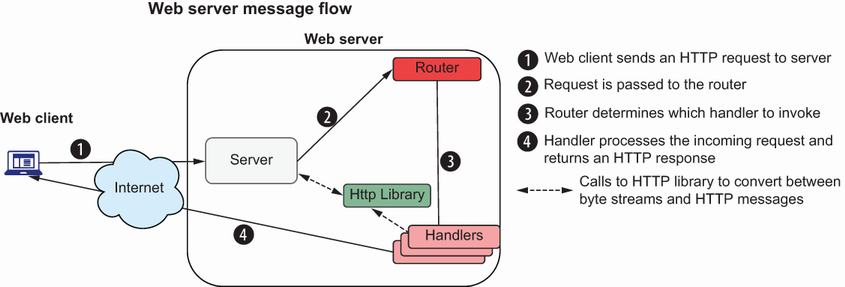 Web server message flow
Web server
Router
Web client
Server
Internet
Http Library
Handlers
1
2
3
4
1 Web client sends an HTTP request to server
2 Request is passed to the router
3 Router determines which handler to invoke
4 Handler processes the incoming request and
returns an HTTP response
Calls to HTTP library to convert between
byte streams and HTTP messages